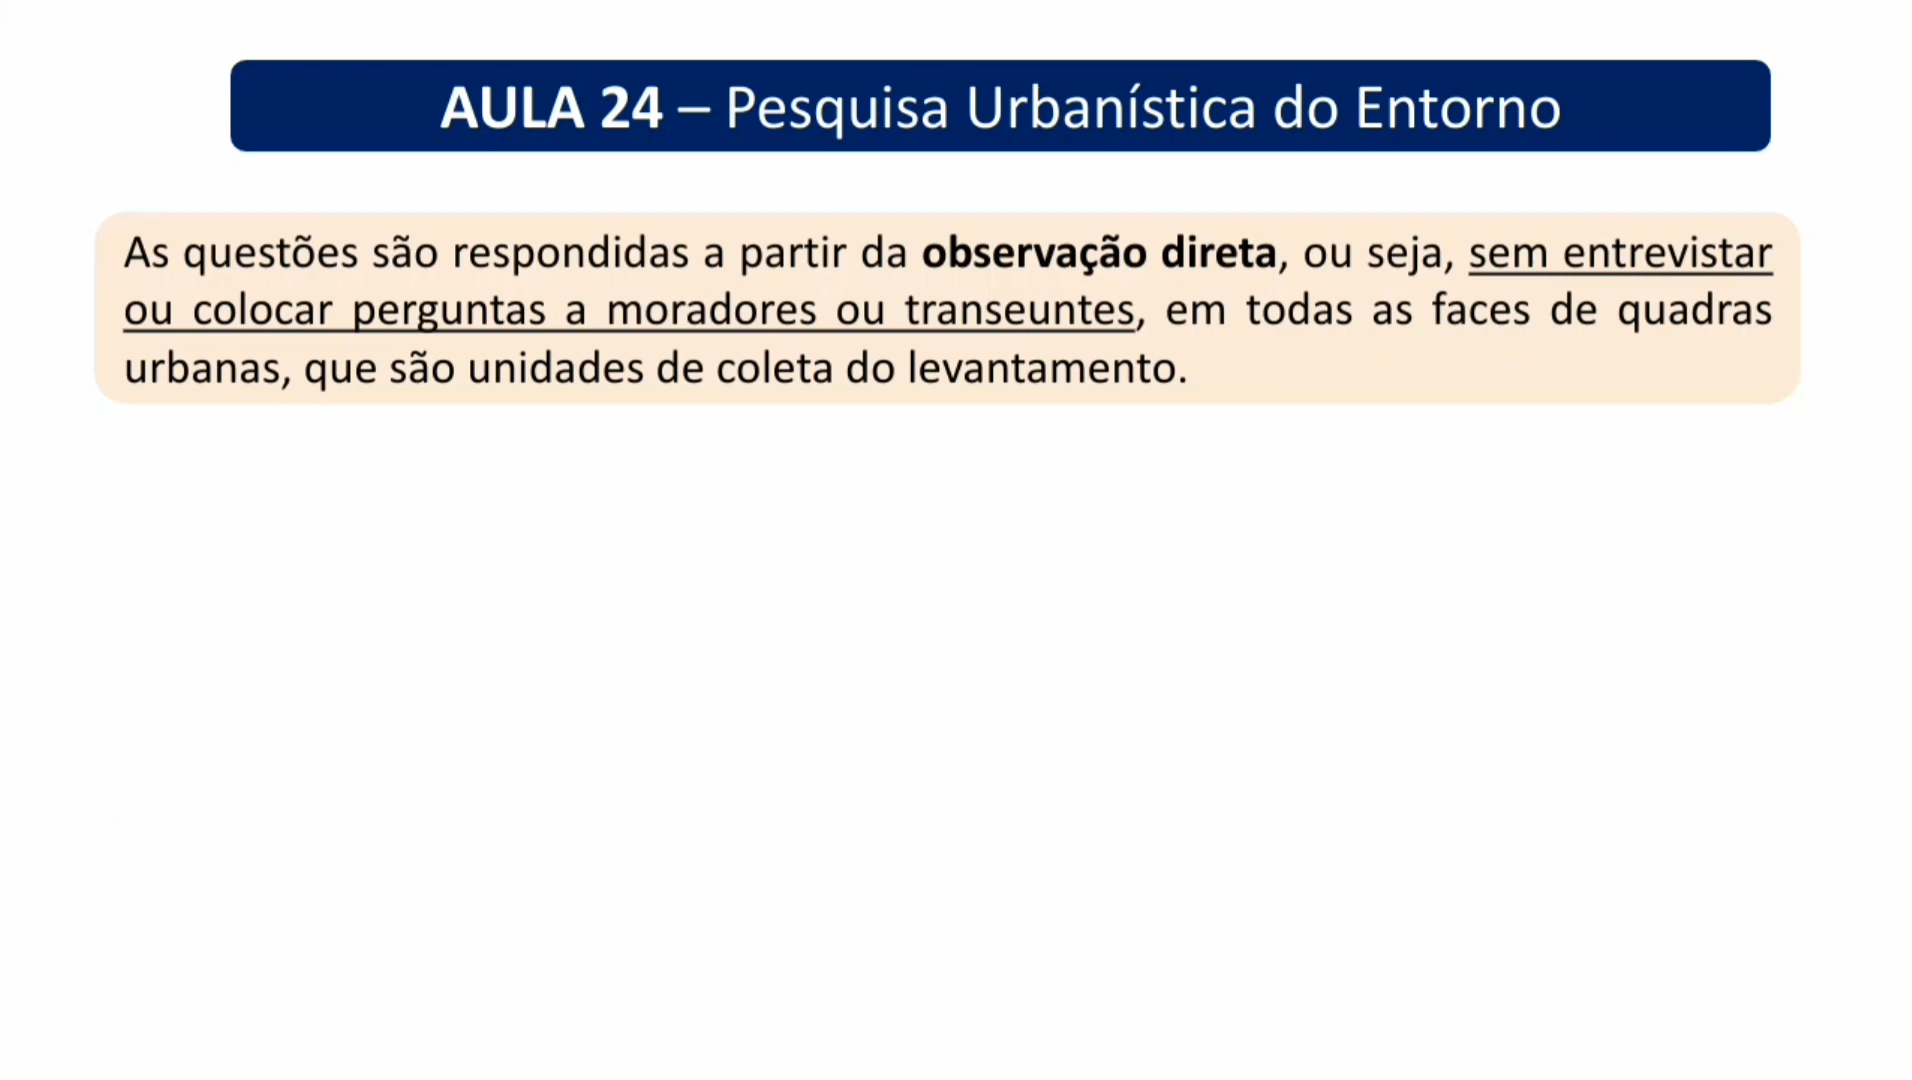 AULA 24 – Pesquisa Urbanística do Entorno
As questões são respondidas a partir da observação direta, ou seja, sem entrevistar
ou colocar perguntas a moradores ou transeuntes, em todas as faces de quadras
urbanas, que são unidades de coleta do levantamento.